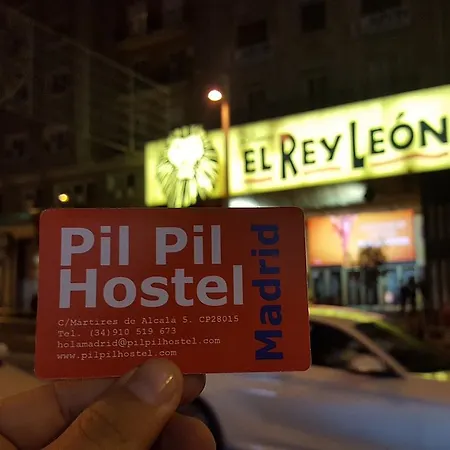 EL REY LEÓN
Pil Pil
Hostel
Madrid
C/Martires de Alcala 5. CP28015
Tel. (34)910 519 673
holamadrid@pilpilhostel.com
www.pilpilhostel.com